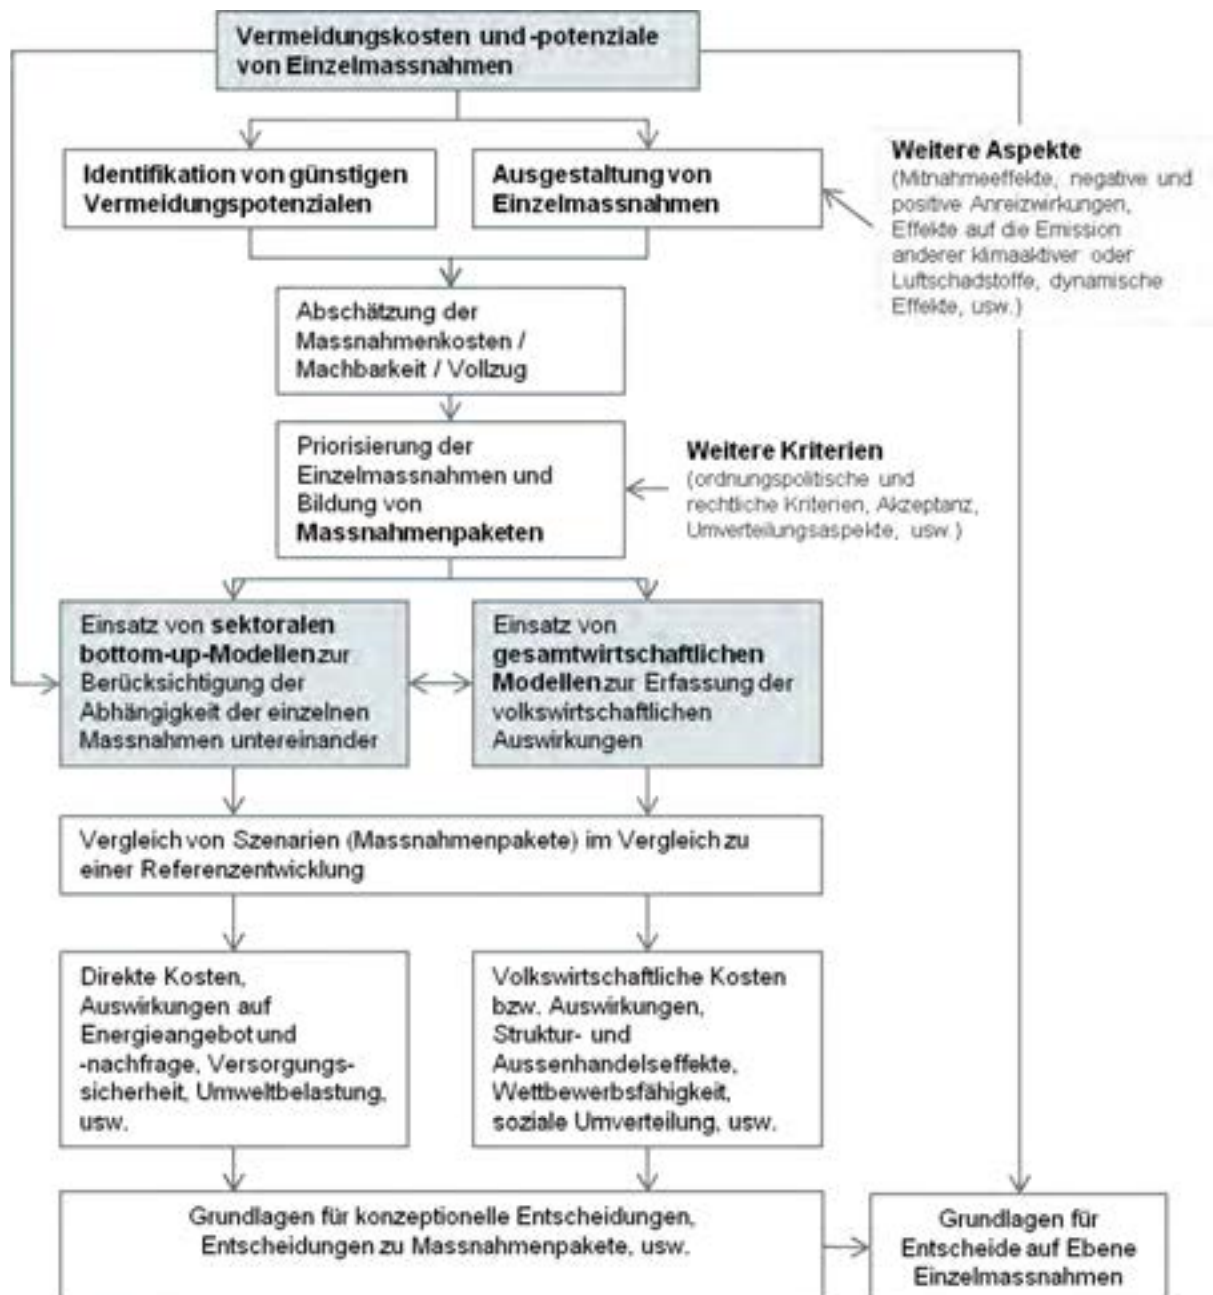 Vermeidungskosten und -potenziale
von Einzelmassnahmen
Identifikation von günstigen
Vermeidungspotenzialen
Ausgestaltung von
Einzelmassnahmen
Weitere Aspekte
(Mitnahmeeffekte, negative und
positive Anreizwirkungen,
Effekte auf die Emission
anderer klimaaktiver oder
Luftschadstoffe, dynamische
Effekte, usw.)
Abschätzung der
Massnahmenkosten /
Machbarkeit / Vollzug
Priorisierung der
Einzelmassnahmen und
Bildung von
Massnahmenpaketen
Weitere Kriterien
(ordnungspolitische und
rechtliche Kriterien, Akzeptanz,
Umverteilungsaspekte, usw.)
Einsatz von sektoralen
bottom-up-Modellen zur
Berücksichtigung der
Abhängigkeit der einzelnen
Massnahmen untereinander
Einsatz von
gesamtwirtschaftlichen
Modellen zur Erfassung der
volkswirtschaftlichen
Auswirkungen
Vergleich von Szenarien (Massnahmenpakete) im Vergleich zu
einer Referenzentwicklung
Direkte Kosten,
Auswirkungen auf
Energieangebot und
-nachfrage, Versorgungs-
sicherheit, Umweltbelastung,
usw.
Volkswirtschaftliche Kosten
bzw. Auswirkungen,
Struktur- und
Aussenhandelseffekte,
Wettbewerbsfähigkeit,
soziale Umverteilung, usw.
Grundlagen für konzeptionelle Entscheidungen,
Entscheidungen zu Massnahmenpakete, usw.
Grundlagen für
Entscheide auf Ebene
Einzelmassnahmen